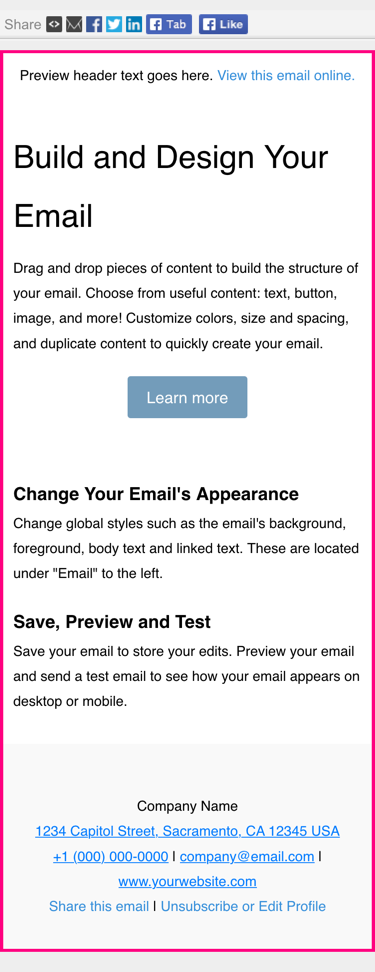 Share Tab Like
Preview header text goes here. View this email online.
Build and Design Your
Email
Drag and drop pieces of content to build the structure of
your email. Choose from useful content: text, button,
image, and more! Customize colors, size and spacing,
and duplicate content to quickly create your email.
Learn more
Change Your Email's Appearance
Change global styles such as the email's background,
foreground, body text and linked text. These are located
under "Email" to the left.
Save, Preview and Test
Save your email to store your edits. Preview your email
and send a test email to see how your email appears on
desktop or mobile.
Company Name
1234 Capitol Street, Sacramento, CA 12345 USA
+1 (000) 000-0000 | company@email.com |
www.yourwebsite.com
Share this email | Unsubscribe or Edit Profile